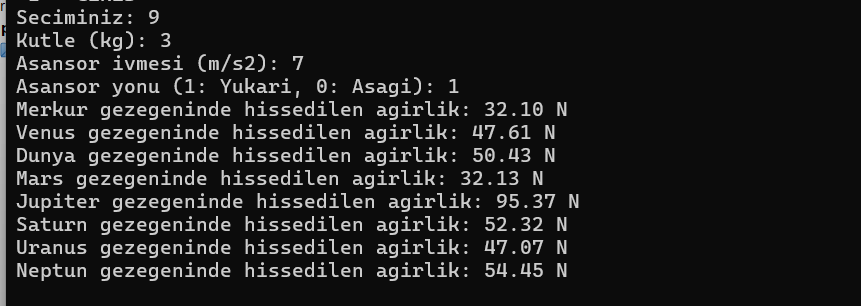 Seciminiz: 9
Kutle (kg): 3
Asansor ivmesi (m/s2): 7
Asansor yonu (1: Yukari, 0: Asagi): 1
Merkur gezegeninde hissedilen agirlik: 32.10 N
Venus gezegeninde hissedilen agirlik: 47.61 N
Dunya gezegeninde hissedilen agirlik: 50.43 N
Mars gezegeninde hissedilen agirlik: 32.13 N
Jupiter gezegeninde hissedilen agirlik: 95.37 N
Saturn gezegeninde hissedilen agirlik: 52.32 N
Uranus gezegeninde hissedilen agirlik: 47.07 N
Neptun gezegeninde hissedilen agirlik: 54.45 N